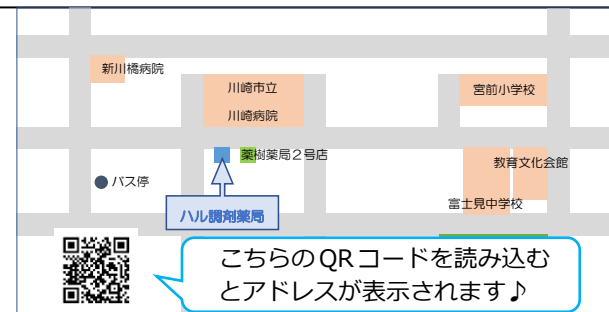 新川橋病院
川崎市立
川崎病院
宮前小学校
薬樹薬局２号店
教育文化会館
バス停
富士見中学校
ハル調剤薬局
こちらのQRコードを読み込む
とアドレスが表示されます♪